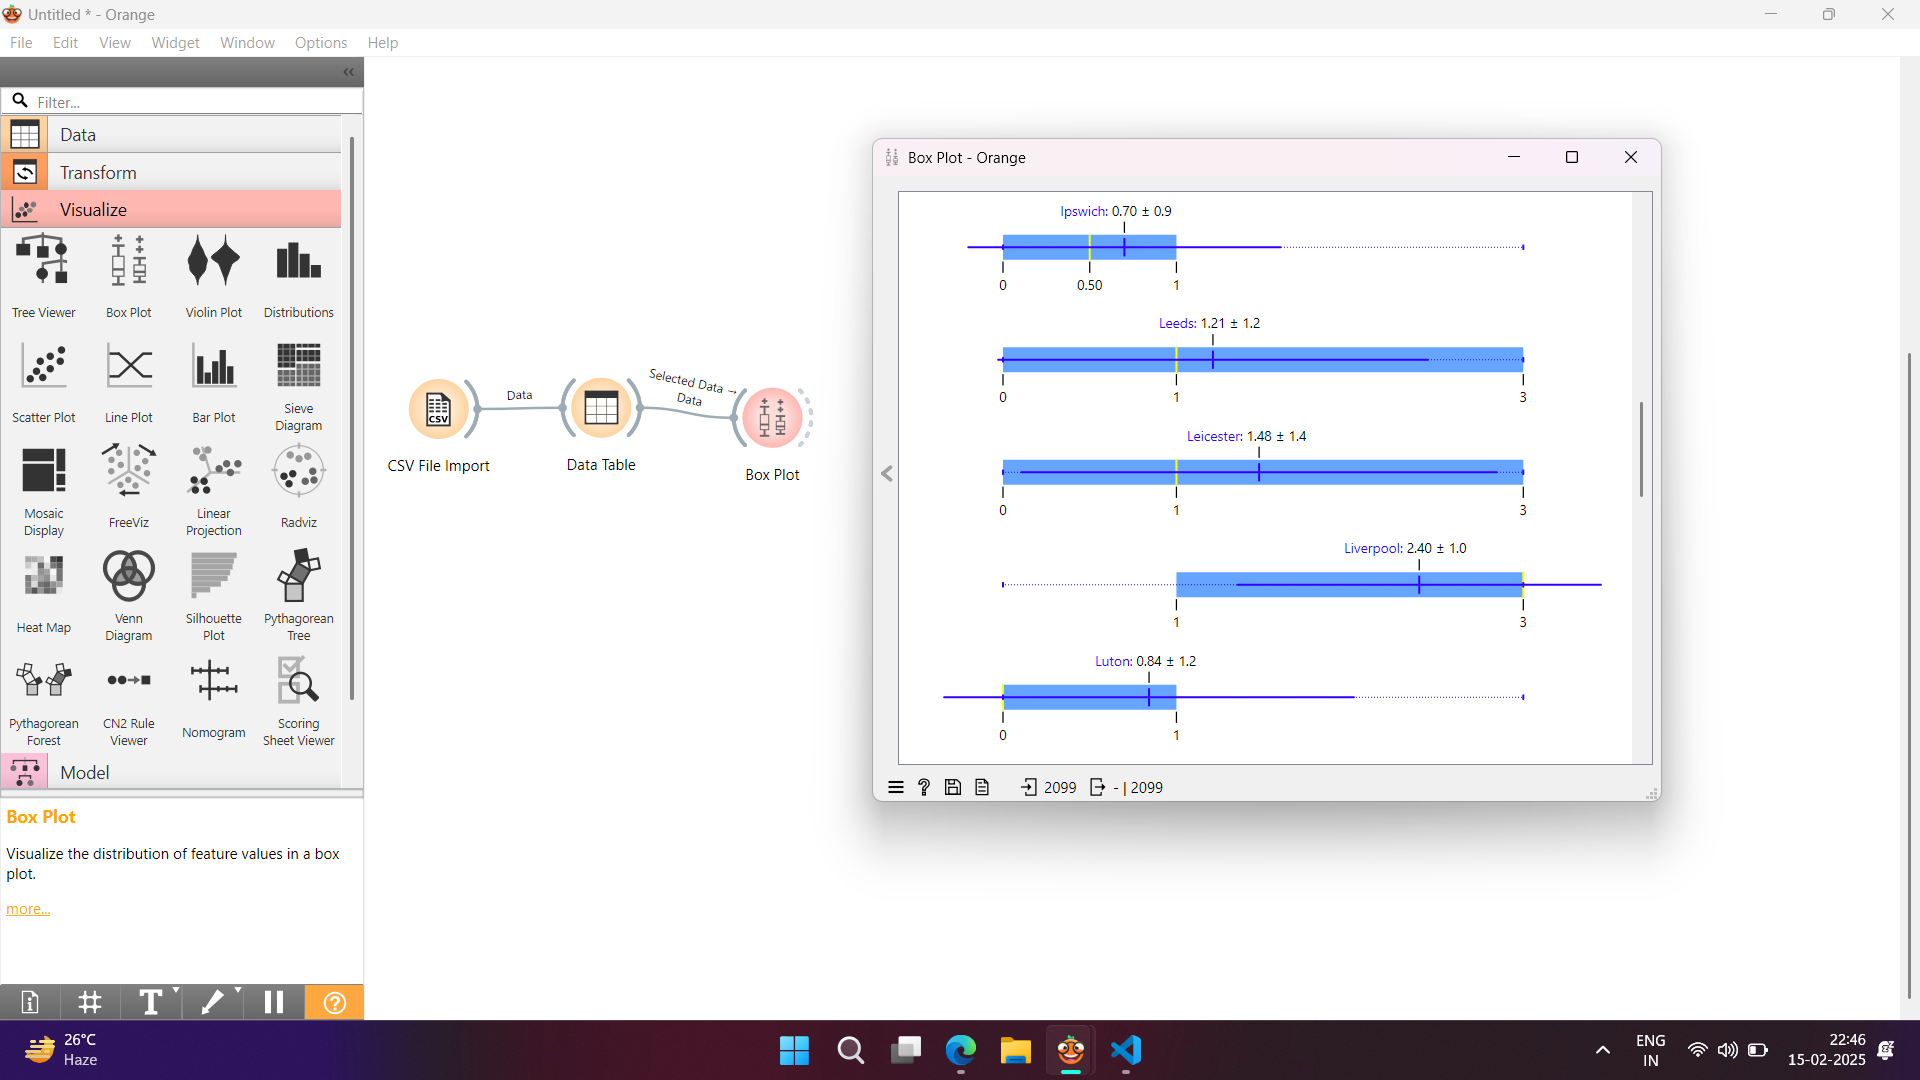 Untitled * - Orange
File Edit View Widget Window Options Help
Filter...
Data
Transform
Visualize
Tree Viewer Box Plot Violin Plot Distributions
Scatter Plot Line Plot Bar Plot Sieve Diagram
Mosaic Display FreeViz Linear Projection Radviz
Heat Map Venn Diagram Silhouette Plot Pythagorean Tree
Pythagorean Forest CN2 Rule Viewer Nomogram Scoring Sheet Viewer
Model
Box Plot
Visualize the distribution of feature values in a box
plot.
more...
CSV
CSV File Import
Data
Data Table
Selected Data →
Data
Box Plot
Box Plot - Orange
Ipswich: 0.70 ± 0.9
0 0.50 1
Leeds: 1.21 ± 1.2
0 1 3
Leicester: 1.48 ± 1.4
0 1 3
Liverpool: 2.40 ± 1.0
1 3
Luton: 0.84 ± 1.2
0 1
2099 - | 2099
26°C
Haze
ENG
IN
22:46
15-02-2025